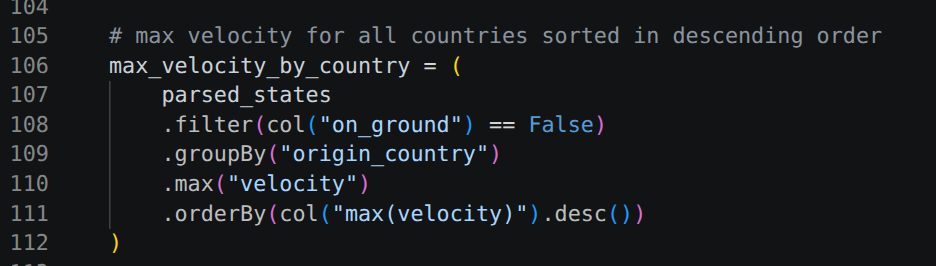 104
105 # max velocity for all countries sorted in descending order
106 max_velocity_by_country = (
107 parsed_states
108 .filter(col("on_ground") == False)
109 .groupBy("origin_country")
110 .max("velocity")
111 .orderBy(col("max(velocity)").desc())
112 )